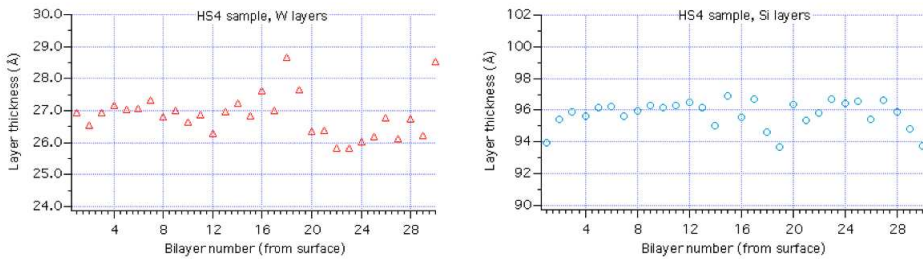 HS4 sample, W layers
30.0
29.0
28.0
27.0
26.0
25.0
24.0
Layer thickness (Å)
4 8 12 16 20 24 28
Bilayer number (from surface)
HS4 sample, Si layers
102
100
98
96
94
92
90
Layer thickness (Å)
4 8 12 16 20 24 28
Bilayer number (from surface)